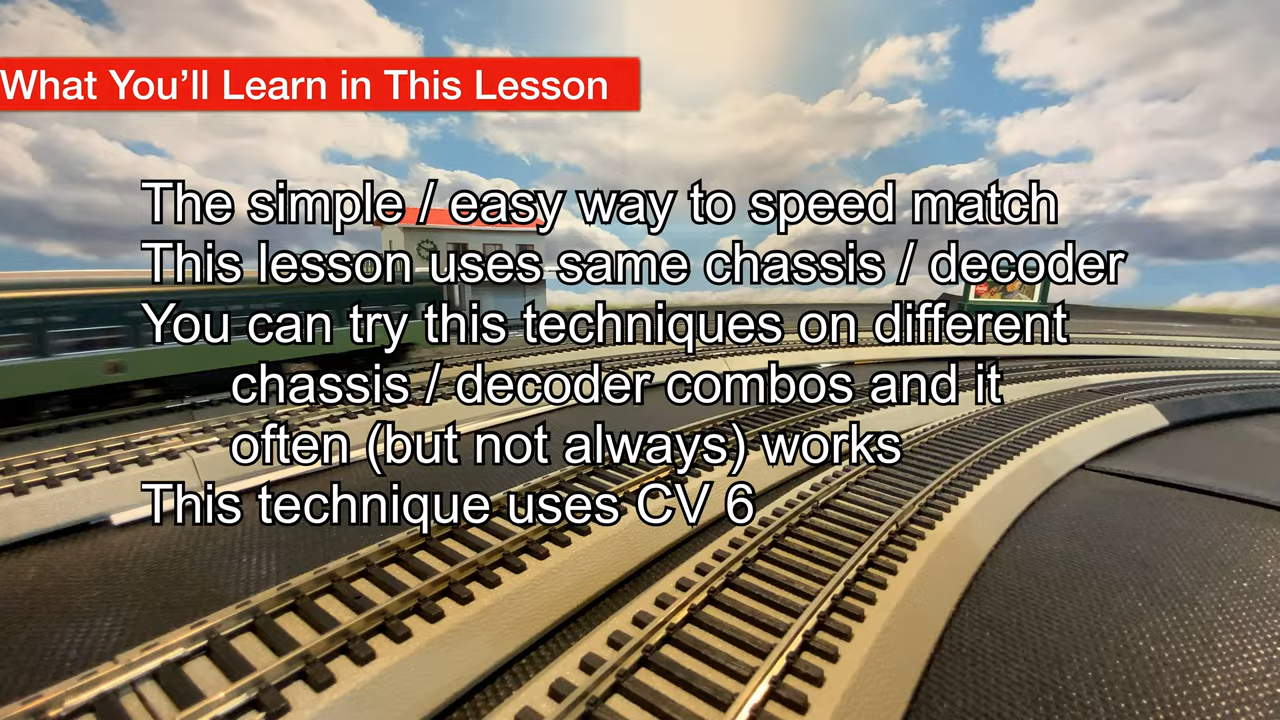 What You’ll Learn in This Lesson
The simple / easy way to speed match
This lesson uses same chassis / decoder
You can try this techniques on different
chassis / decoder combos and it
often (but not always) works
This technique uses CV 6